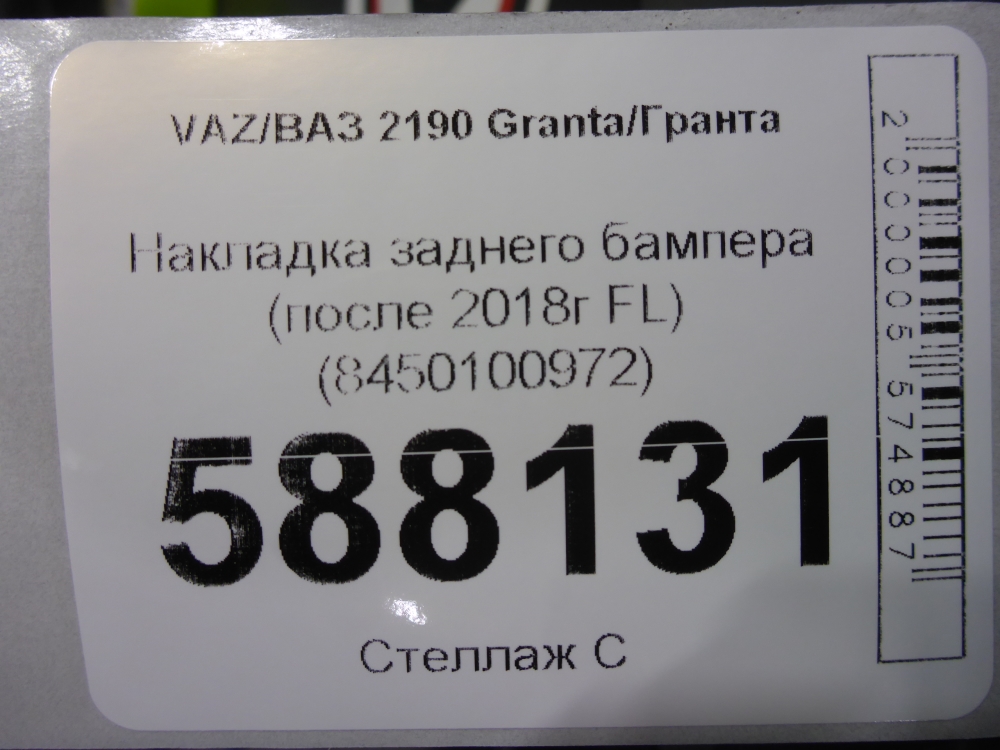 VAZ/ВАЗ 2190 Granta/Гранта
Накладка заднего бампера
(после 2018г FL)
(8450100972)
588131
Стеллаж С
2000005574887